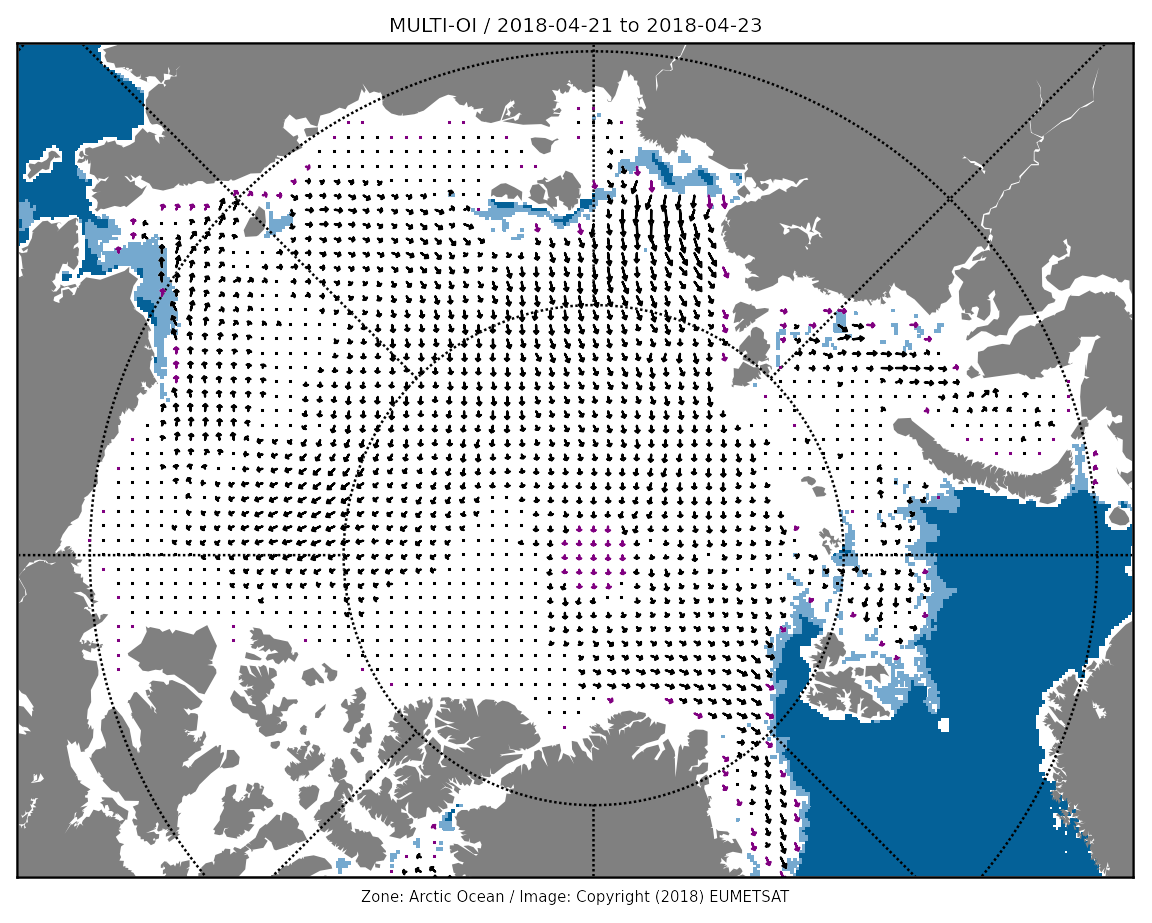 MULTI-OI / 2018-04-21 to 2018-04-23
Zone: Arctic Ocean / Image: Copyright (2018) EUMETSAT